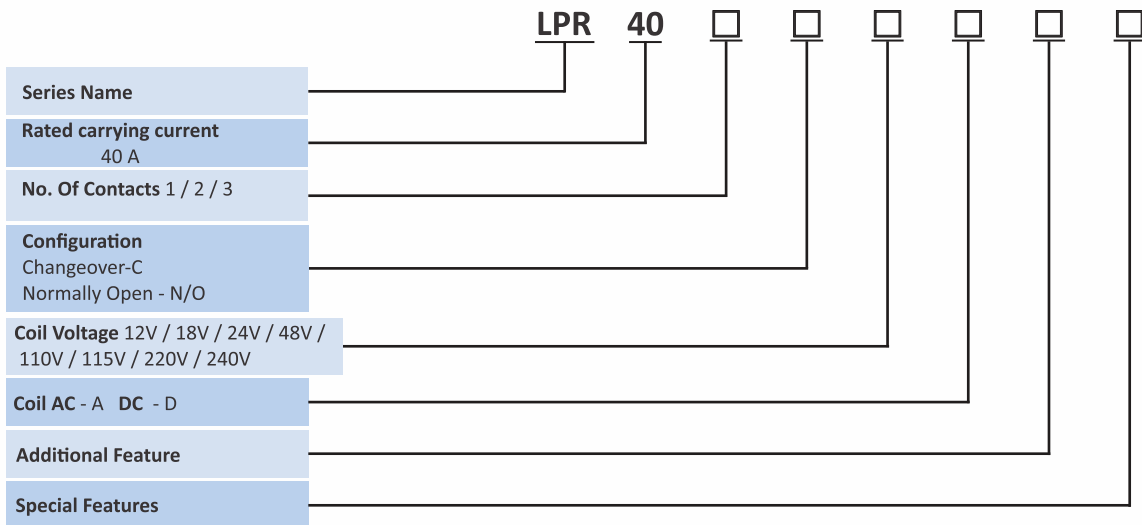 LPR 40 □ □ □ □ □ □
Series Name
Rated carrying current
40 A
No. Of Contacts 1 / 2 / 3
Configuration
Changeover-C
Normally Open - N/O
Coil Voltage 12V / 18V / 24V / 48V /
110V / 115V / 220V / 240V
Coil AC - A DC - D
Additional Feature
Special Features